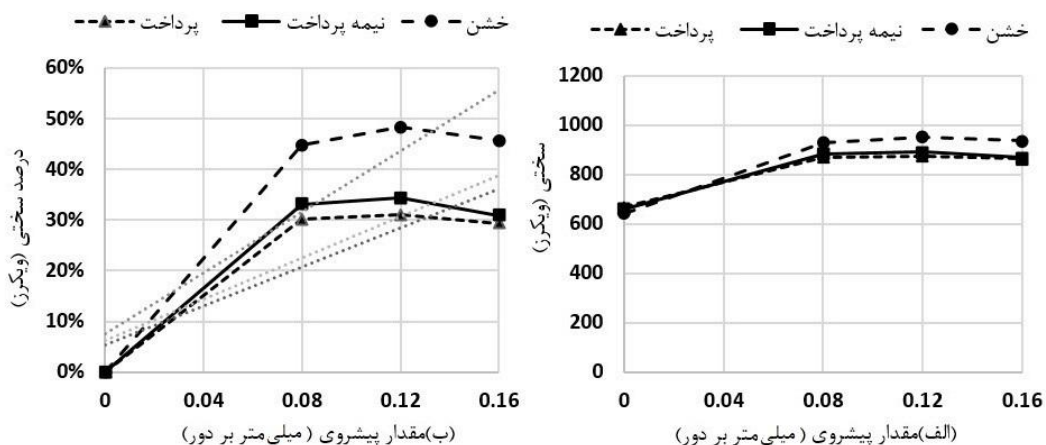 پرداخت نیمه پرداخت خشن
60%
50%
40%
30%
20%
10%
0%
درصد سختی (ویکرز)
0 0.04 0.08 0.12 0.16
(ب)مقدار پیشروی (میلی‌متر بر دور)
پرداخت نیمه پرداخت خشن
1200
1000
800
600
400
200
0
سختی (ویکرز)
0 0.04 0.08 0.12 0.16
(الف)مقدار پیشروی (میلی‌متر بر دور)